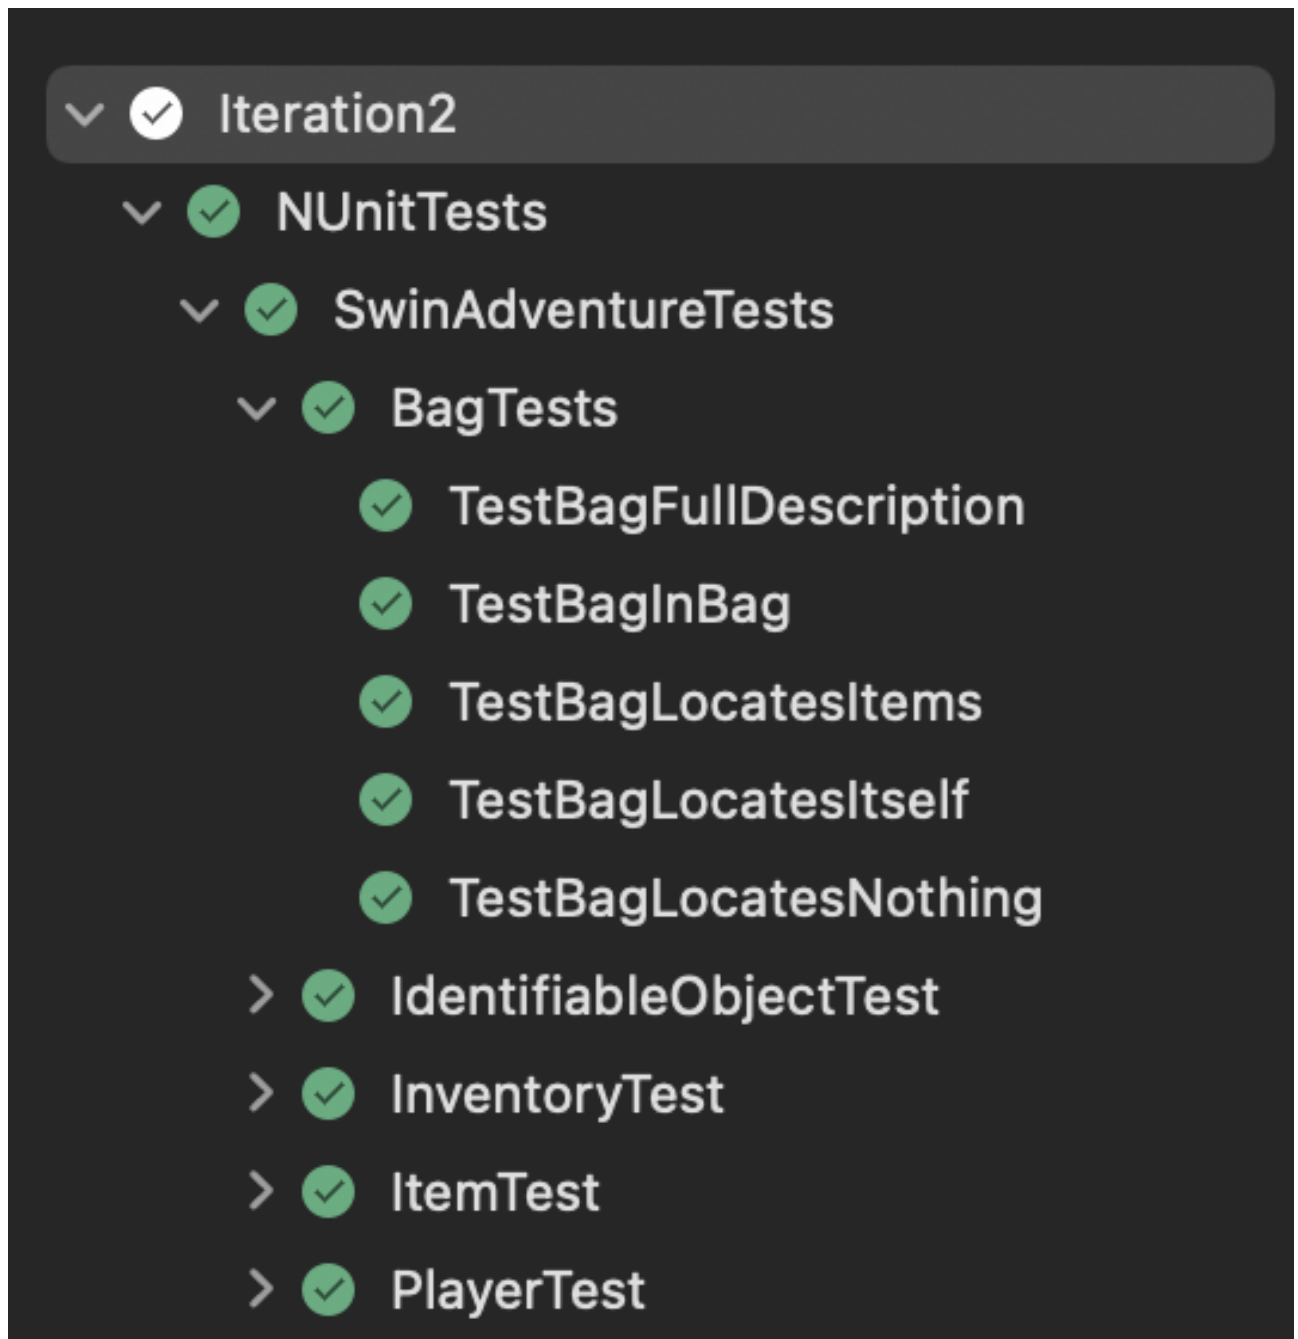 Iteration2
NUnitTests
SwinAdventureTests
BagTests
TestBagFullDescription
TestBagInBag
TestBagLocatesItems
TestBagLocatesItself
TestBagLocatesNothing
IdentifiableObjectTest
InventoryTest
ItemTest
PlayerTest